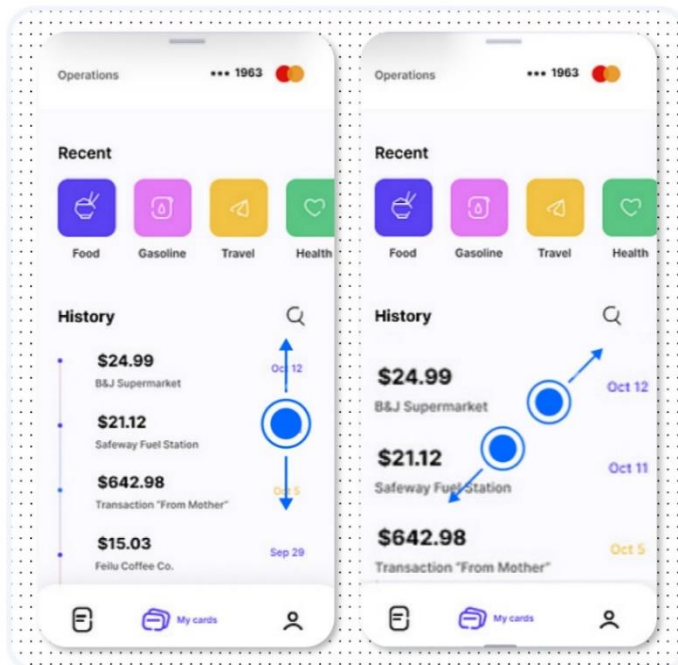 Operations ••• 1963
Recent
Food Gasoline Travel Health
History
$24.99
B&J Supermarket
Oct 12
$21.12
Safeway Fuel Station
$642.98
Transaction "From Mother"
Oct 5
$15.03
Feilu Coffee Co.
Sep 29
My cards
Operations ••• 1963
Recent
Food Gasoline Travel Health
History
$24.99
B&J Supermarket
Oct 12
$21.12
Safeway Fuel Station
Oct 11
$642.98
Transaction "From Mother"
Oct 5
My cards